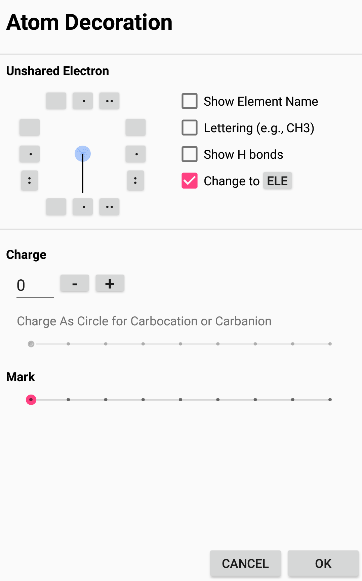 Atom Decoration
Unshared Electron
Show Element Name
Lettering (e.g., CH3)
Show H bonds
Change to ELE
Charge
0 - +
Charge As Circle for Carbocation or Carbanion
Mark
CANCEL OK